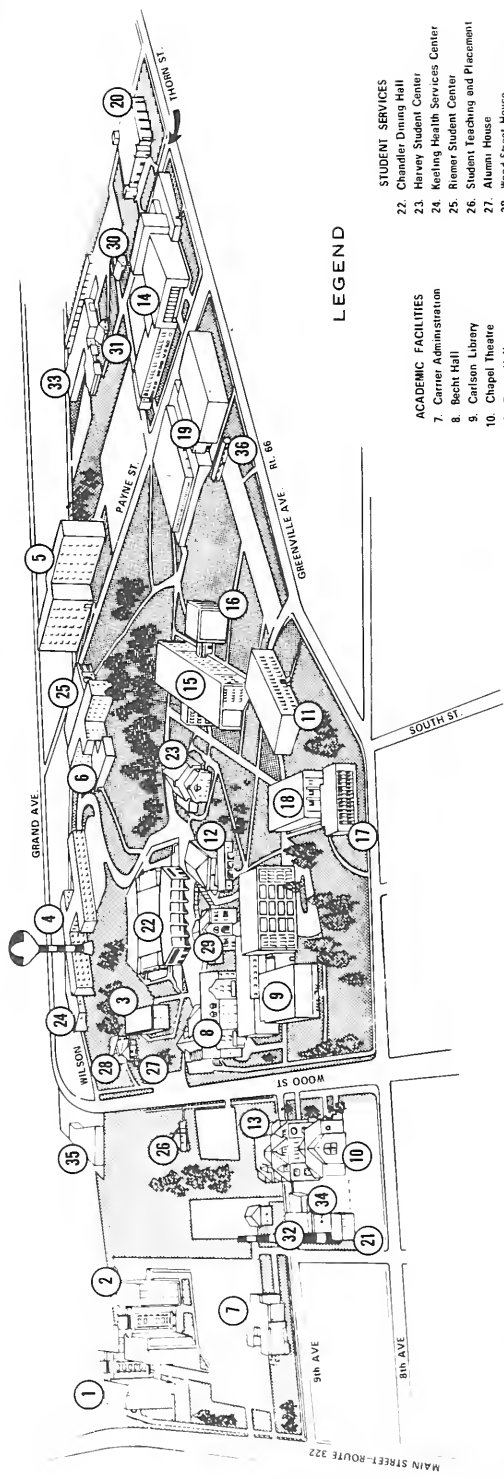 GRAND AVE.
WILSON
PAYNE ST.
THORN ST.
GREENVILLE AVE.
Rt. 66
SOUTH ST.
WOOD ST
9th AVE
8th AVE
MAIN STREET-ROUTE 322
1
2
35
24
4
6
25
5
33
31
30
20
28
27
3
22
23
14
19
36
16
15
11
26
8
29
12
18
17
9
7
32
34
13
10
21
LEGEND
ACADEMIC FACILITIES
7. Carrier Administration
8. Becht Hall
9. Carlson Library
10. Chapel Theatre
STUDENT SERVICES
22. Chandler Dining Hall
23. Harvey Student Center
24. Keeling Health Services Center
25. Riemer Student Center
26. Student Teaching and Placement
27. Alumni House
28. Wood Street House